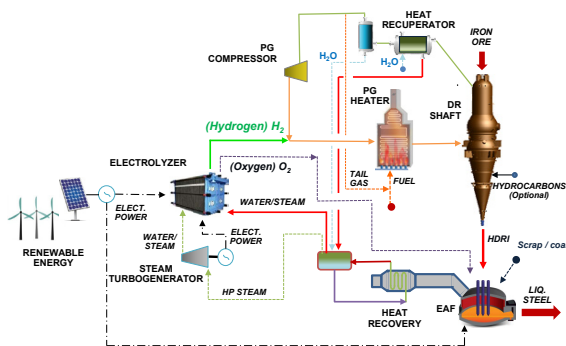 HEAT
RECUPERATOR
PG
COMPRESSOR
H₂O
H₂O
IRON
ORE
PG
HEATER
DR
SHAFT
(Hydrogen) H₂
ELECTROLYZER
(Oxygen) O₂
TAIL
GAS
FUEL
HYDROCARBONS
(Optional)
WATER/STEAM
ELECT.
POWER
WATER/
STEAM
ELECT.
POWER
RENEWABLE
ENERGY
STEAM
TURBOGENERATOR
HP STEAM
HDRI
Scrap / coa
HEAT
RECOVERY
EAF
LIQ.
STEEL